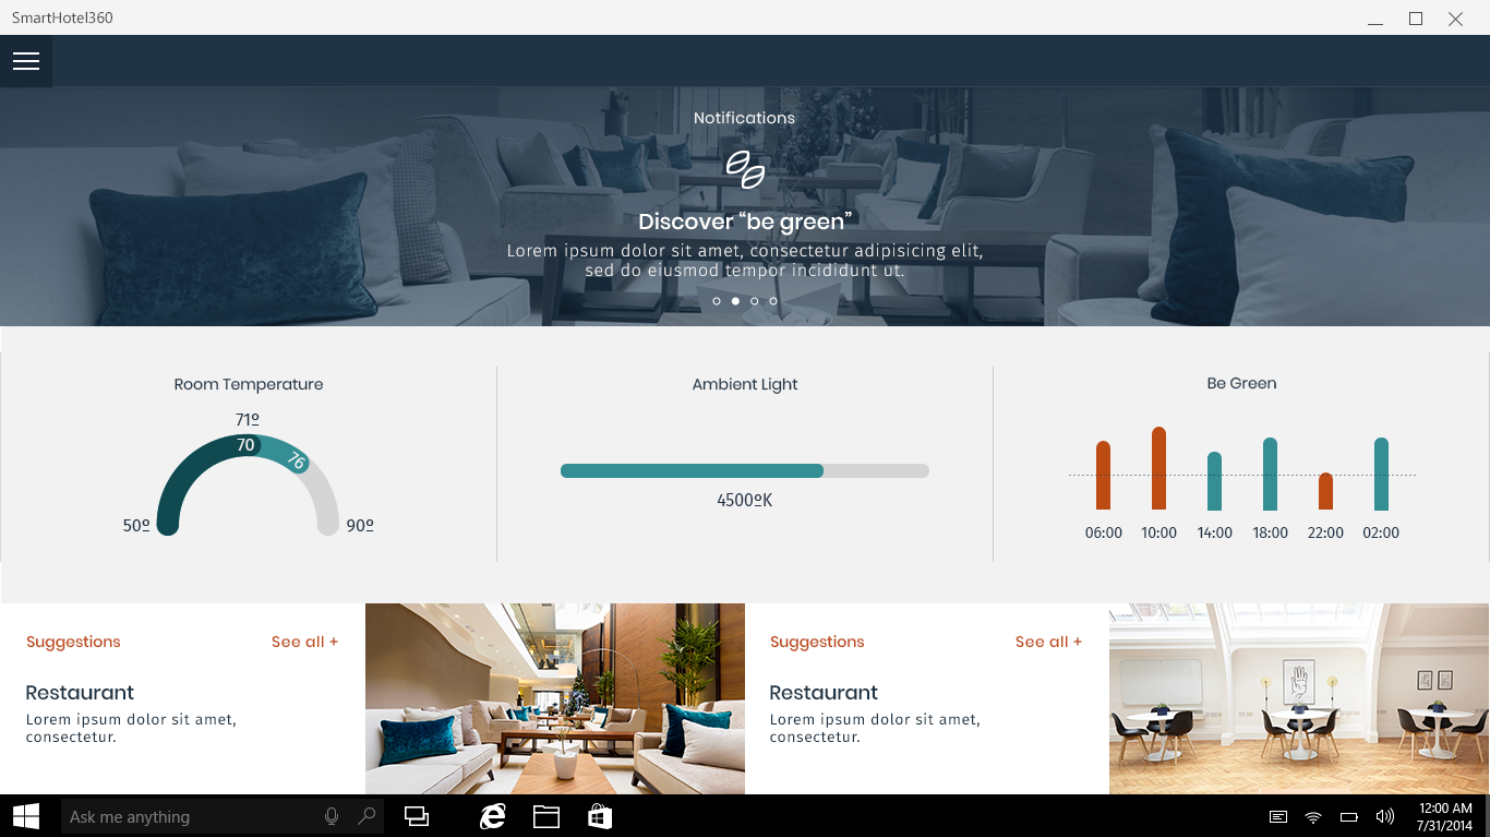 SmartHotel360
Notifications
Discover “be green”
Lorem ipsum dolor sit amet, consectetur adipisicing elit,
sed do eiusmod tempor incididunt ut.
Room Temperature
71º
70
76
50º
90º
Ambient Light
4500ºK
Be Green
06:00 10:00 14:00 18:00 22:00 02:00
Suggestions
See all +
Restaurant
Lorem ipsum dolor sit amet,
consectetur.
Suggestions
See all +
Restaurant
Lorem ipsum dolor sit amet,
consectetur.
Ask me anything
12:00 AM
7/31/2014